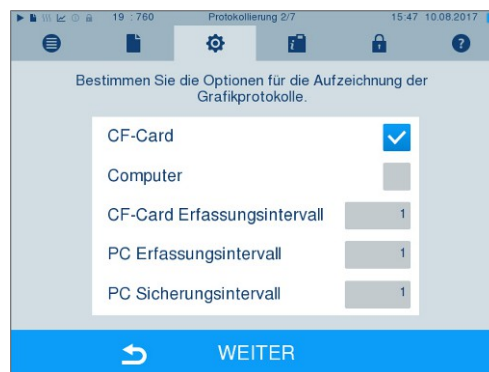 19 : 760 Protokollierung 2/7 15:47 10.08.2017
Bestimmen Sie die Optionen für die Aufzeichnung der
Grafikprotokolle.
CF-Card
Computer
CF-Card Erfassungsintervall 1
PC Erfassungsintervall 1
PC Sicherungsintervall 1
WEITER